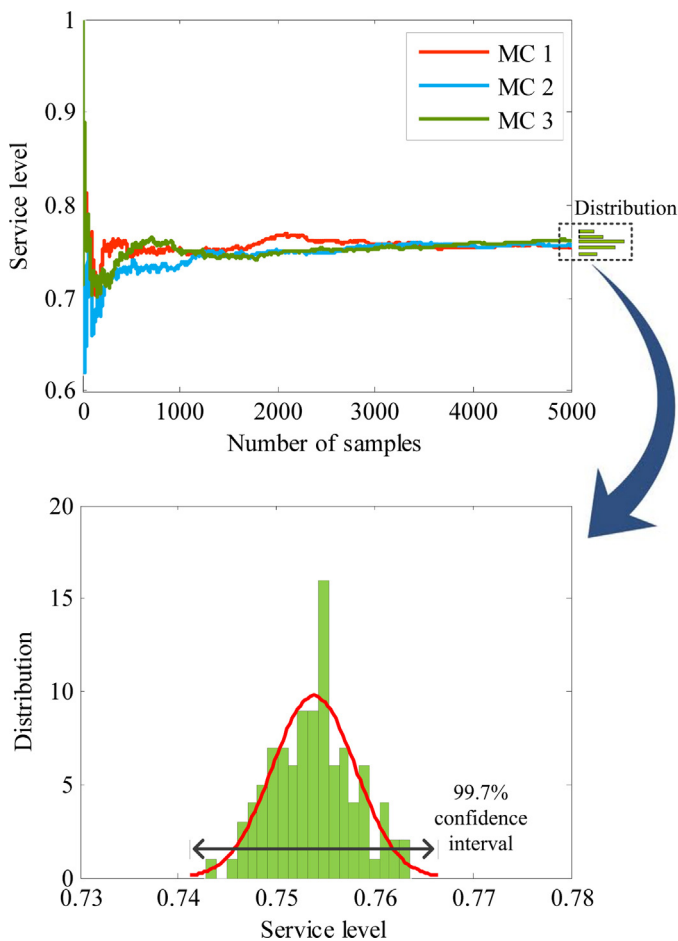 1
0.9
0.8
0.7
0.6
Service level
MC 1
MC 2
MC 3
Distribution
0 1000 2000 3000 4000 5000
Number of samples
20
15
10
5
0
Distribution
99.7%
confidence
interval
0.73 0.74 0.75 0.76 0.77 0.78
Service level